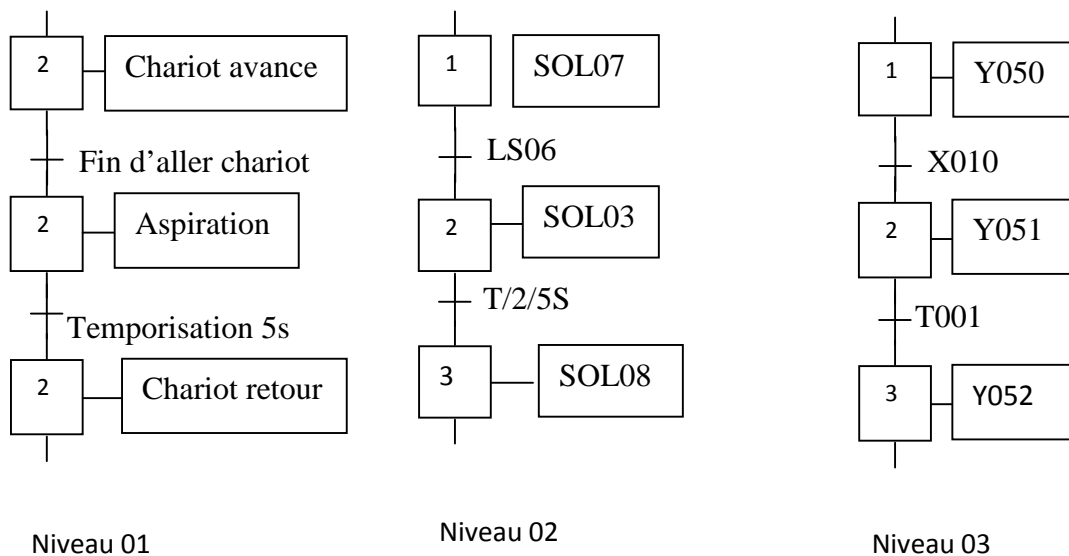 2
Chariot avance
Fin d’aller chariot
2
Aspiration
Temporisation 5s
2
Chariot retour
Niveau 01
1
SOL07
LS06
2
SOL03
T/2/5S
3
SOL08
Niveau 02
1
Y050
X010
2
Y051
T001
3
Y052
Niveau 03